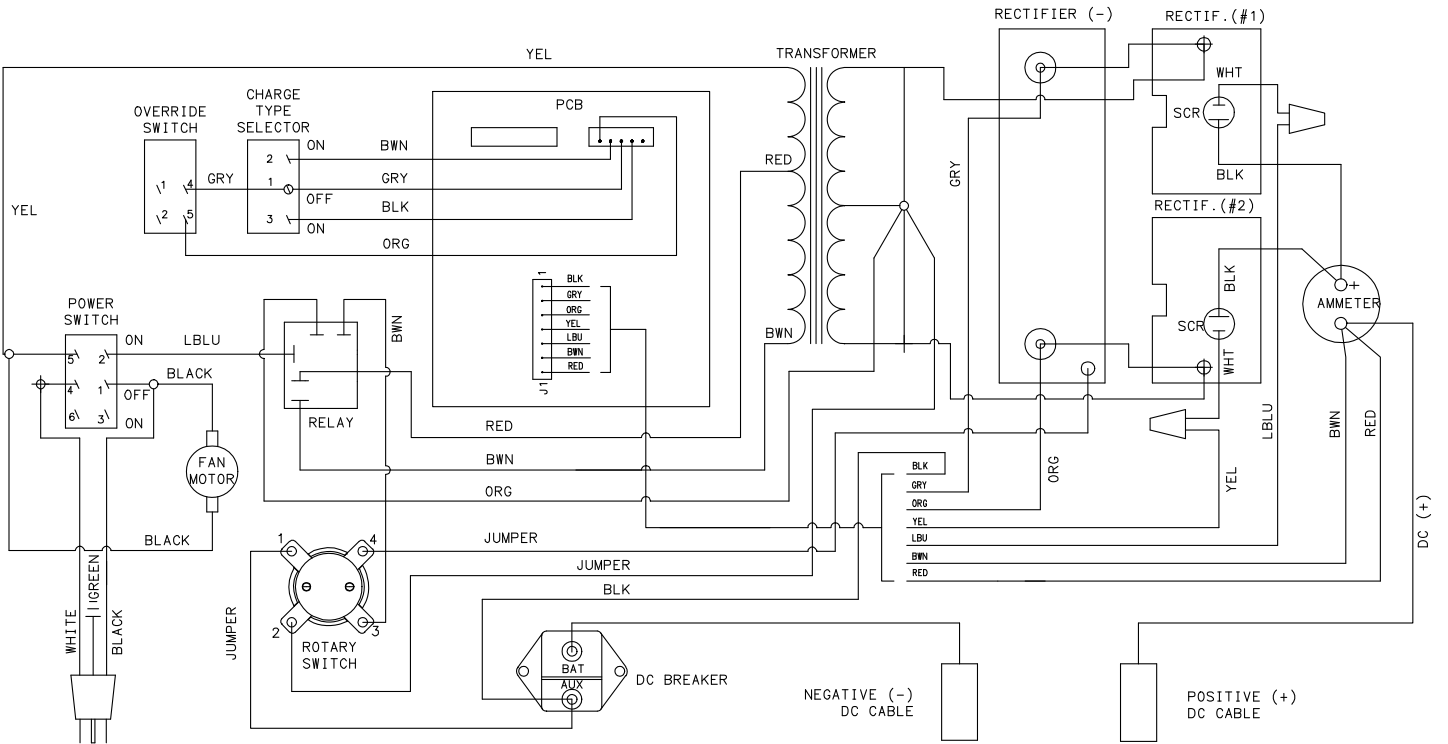 RECTIFIER (-)
RECTIF.(#1)
YEL
TRANSFORMER
WHT
CHARGE
TYPE
SELECTOR
PCB
OVERRIDE
SWITCH
SCR
ON
2
BWN
RED
GRY
BLK
1
4
GRY
1
GRY
OFF
YEL
2
5
3
BLK
RECTIF.(#2)
ON
ORG
1
BLK
GRY
ORG
YEL
LBU
BWN
RED
J1
BLK
+
AMMETER
POWER
SWITCH
ON
LBLU
BWN
BWN
SCR
5
2
WHT
BLACK
4
1
OFF
6
3
ON
RELAY
RED
LBLU
BWN
RED
FAN
MOTOR
BWN
ORG
ORG
YEL
BLK
GRY
ORG
YEL
LBU
BWN
RED
DC (+)
BLACK
1
4
JUMPER
JUMPER
BLK
GREEN
WHITE
BLACK
JUMPER
2
3
ROTARY
SWITCH
BAT
AUX
DC BREAKER
NEGATIVE (-)
DC CABLE
POSITIVE (+)
DC CABLE